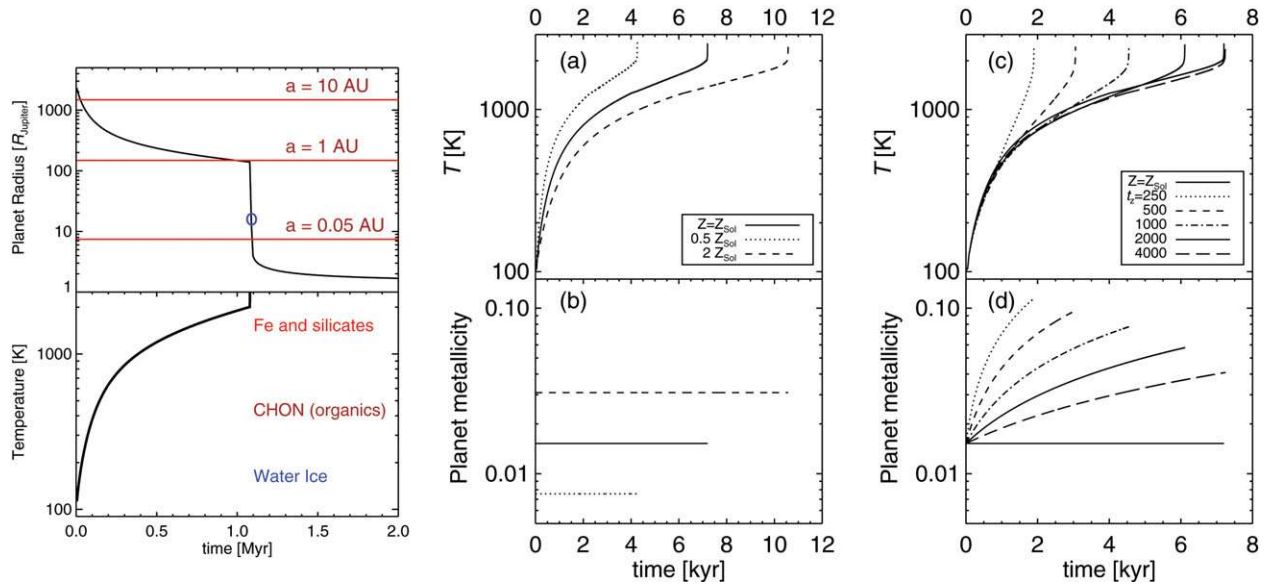 Planet Radius [R_Jupiter]
1000
100
10
1
a = 10 AU
a = 1 AU
a = 0.05 AU
Temperature [K]
1000
100
Fe and silicates
CHON (organics)
Water Ice
0.0 0.5 1.0 1.5 2.0
time [Myr]
0 2 4 6 8 10 12
(a)
T [K]
1000
100
Z=Z_Sol
0.5 Z_Sol
2 Z_Sol
(b)
Planet metallicity
0.10
0.01
0 2 4 6 8 10 12
time [kyr]
0 2 4 6 8
(c)
T [K]
1000
100
Z=Z_Sol
t_z=250
500
1000
2000
4000
(d)
Planet metallicity
0.10
0.01
0 2 4 6 8
time [kyr]